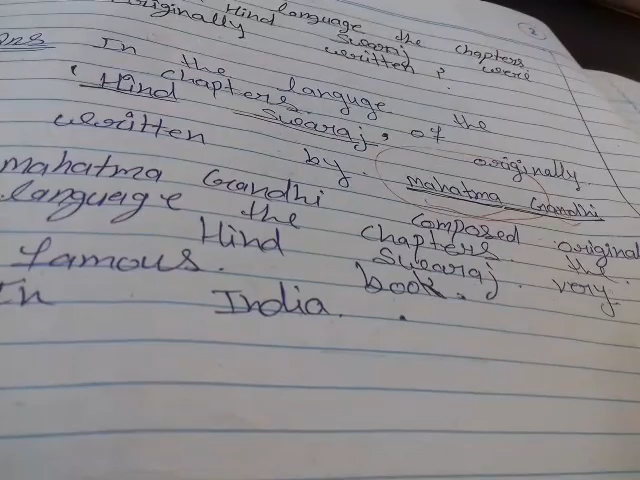 language the chapters
originally Hind Swaraj were
written ?
Ans In the languge the
chapters of originally
'Hind Swaraj,
written by. Mahatma Gandhi
mahatma Gandhi composed original
language the chapters the
Hind Swaraj. very
famous. book.
In India. .